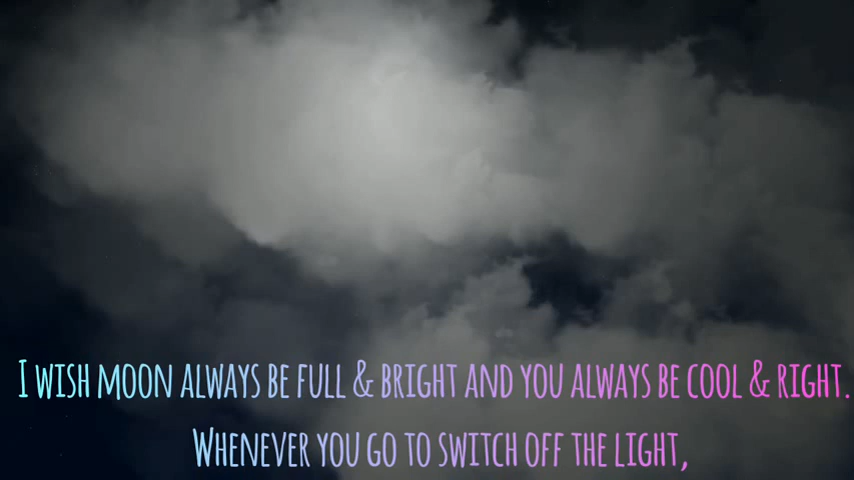 I wish moon always be full & bright and you always be cool & right.
Whenever you go to switch off the light,